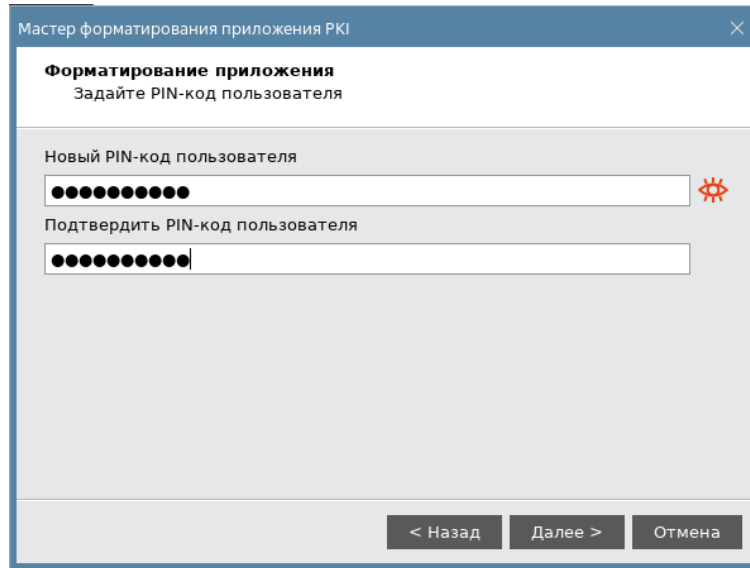 Мастер форматирования приложения PKI
Форматирование приложения
Задайте PIN-код пользователя
Новый PIN-код пользователя
●●●●●●●●●●
Подтвердить PIN-код пользователя
●●●●●●●●●●
< Назад
Далее >
Отмена